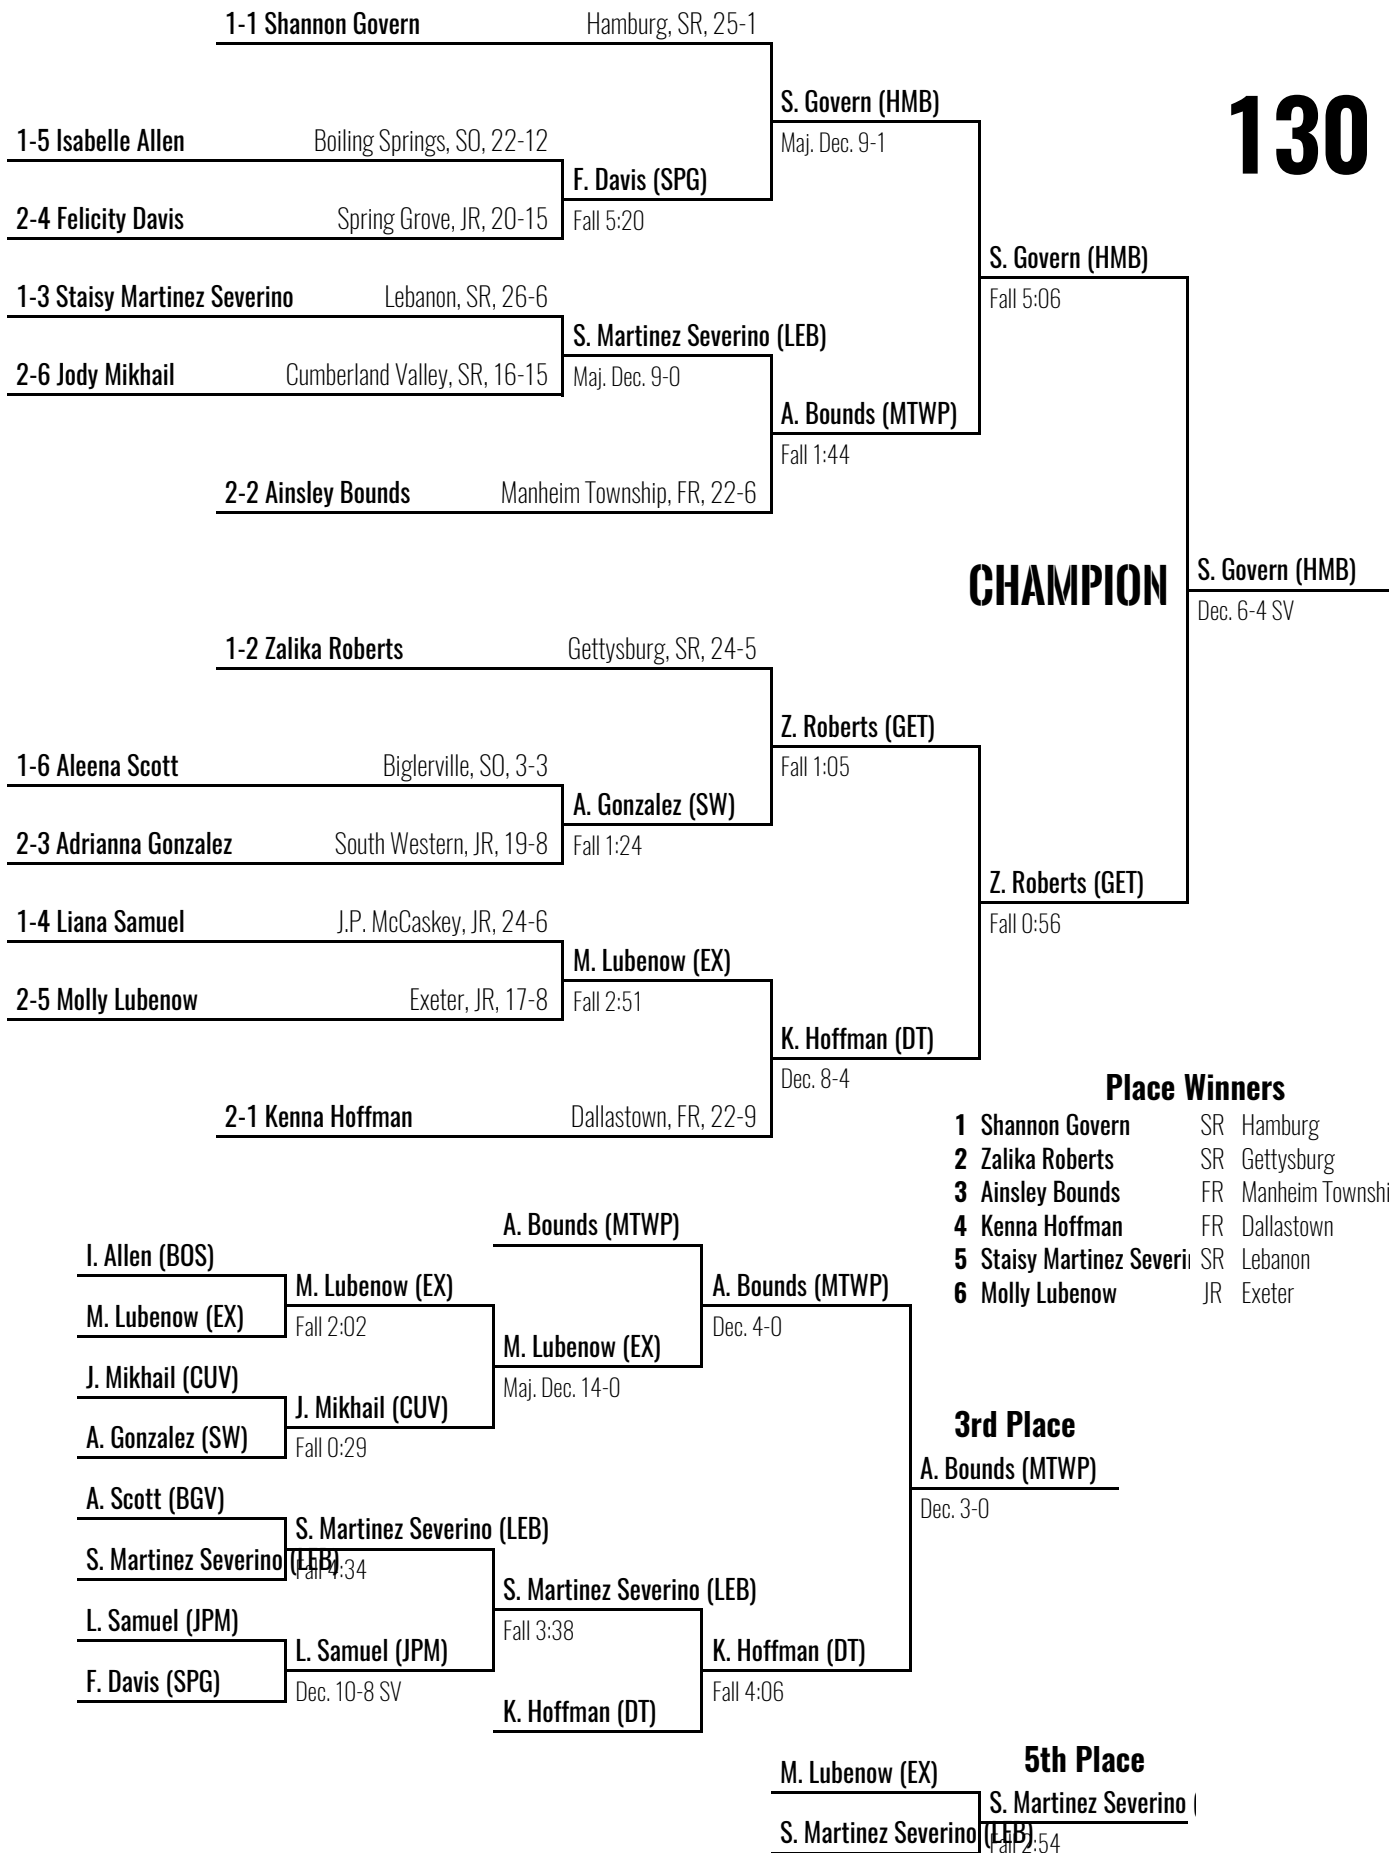 1-1 Shannon Govern Hamburg, SR, 25-1
S. Govern (HMB)
130
Maj. Dec. 9-1
1-5 Isabelle Allen Boiling Springs, SO, 22-12
F. Davis (SPG)
2-4 Felicity Davis Spring Grove, JR, 20-15
Fall 5:20
S. Govern (HMB)
Fall 5:06
1-3 Staisy Martinez Severino Lebanon, SR, 26-6
S. Martinez Severino (LEB)
2-6 Jody Mikhail Cumberland Valley, SR, 16-15
Maj. Dec. 9-0
A. Bounds (MTWP)
Fall 1:44
2-2 Ainsley Bounds Manheim Township, FR, 22-6
CHAMPION
S. Govern (HMB)
Dec. 6-4 SV
1-2 Zalika Roberts Gettysburg, SR, 24-5
Z. Roberts (GET)
Fall 1:05
1-6 Aleena Scott Biglerville, SO, 3-3
A. Gonzalez (SW)
2-3 Adrianna Gonzalez South Western, JR, 19-8
Fall 1:24
Z. Roberts (GET)
Fall 0:56
1-4 Liana Samuel J.P. McCaskey, JR, 24-6
M. Lubenow (EX)
2-5 Molly Lubenow Exeter, JR, 17-8
Fall 2:51
K. Hoffman (DT)
Dec. 8-4
2-1 Kenna Hoffman Dallastown, FR, 22-9
Place Winners
1 Shannon Govern SR Hamburg
2 Zalika Roberts SR Gettysburg
3 Ainsley Bounds FR Manheim Townshi
4 Kenna Hoffman FR Dallastown
5 Staisy Martinez Severi SR Lebanon
6 Molly Lubenow JR Exeter
A. Bounds (MTWP)
I. Allen (BOS)
M. Lubenow (EX)
A. Bounds (MTWP)
M. Lubenow (EX)
Fall 2:02
Dec. 4-0
M. Lubenow (EX)
J. Mikhail (CUV)
Maj. Dec. 14-0
J. Mikhail (CUV)
A. Gonzalez (SW)
Fall 0:29
3rd Place
A. Bounds (MTWP)
Dec. 3-0
A. Scott (BGV)
S. Martinez Severino (LEB)
S. Martinez Severino (LEB)
Fall 4:34
S. Martinez Severino (LEB)
Fall 3:38
L. Samuel (JPM)
L. Samuel (JPM)
K. Hoffman (DT)
F. Davis (SPG)
Dec. 10-8 SV
Fall 4:06
K. Hoffman (DT)
5th Place
M. Lubenow (EX)
S. Martinez Severino (
S. Martinez Severino (LEB)
Fall 2:54